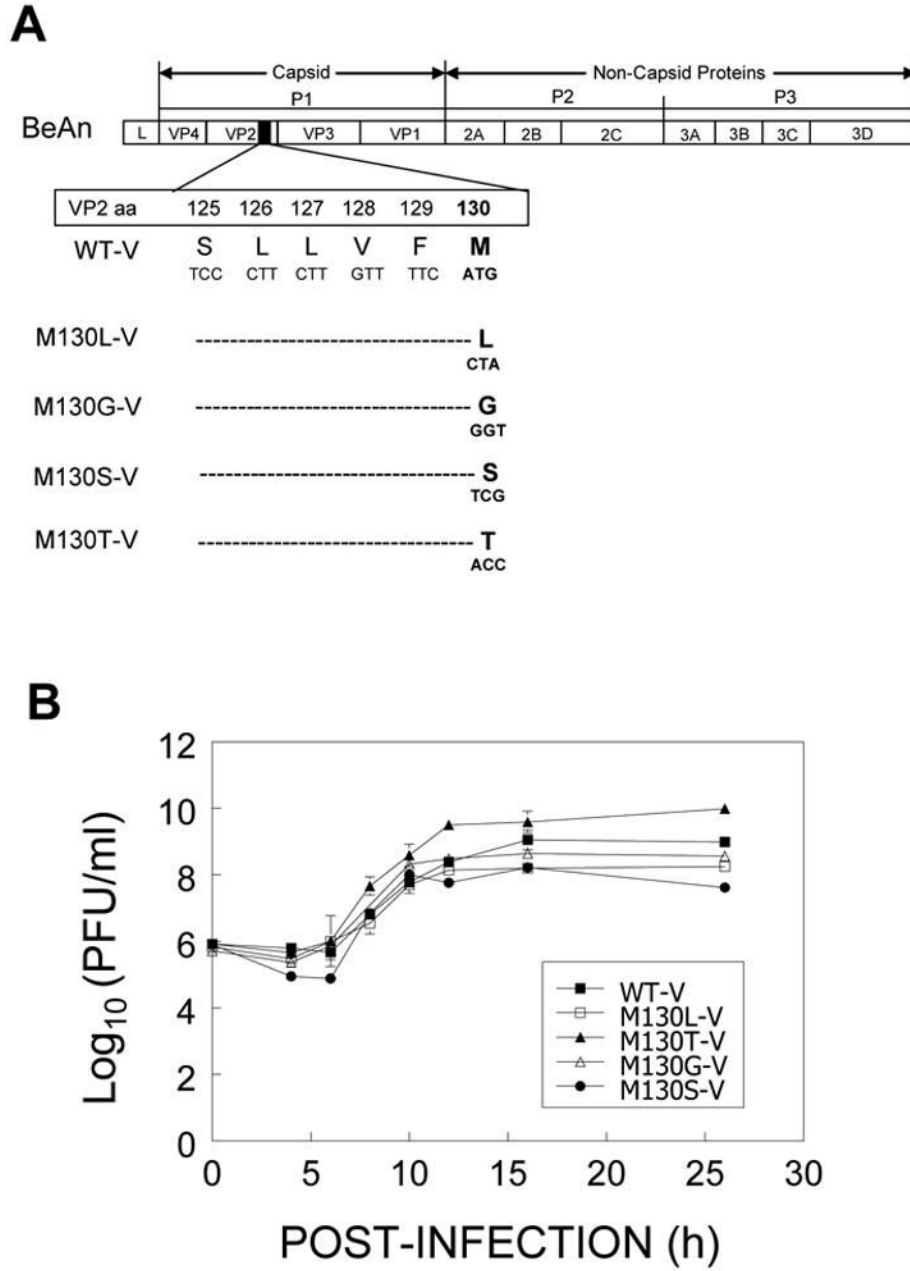 A
Capsid Non-Capsid Proteins
P1 P2 P3
BeAn L VP4 VP2 VP3 VP1 2A 2B 2C 3A 3B 3C 3D
VP2 aa 125 126 127 128 129 130
WT-V S L L V F M
TCC CTT CTT GTT TTC ATG
M130L-V L
CTA
M130G-V G
GGT
M130S-V S
TCG
M130T-V T
ACC
B
12
10
8
6
4
2
0
Log10 (PFU/ml)
WT-V
M130L-V
M130T-V
M130G-V
M130S-V
0 5 10 15 20 25 30
POST-INFECTION (h)